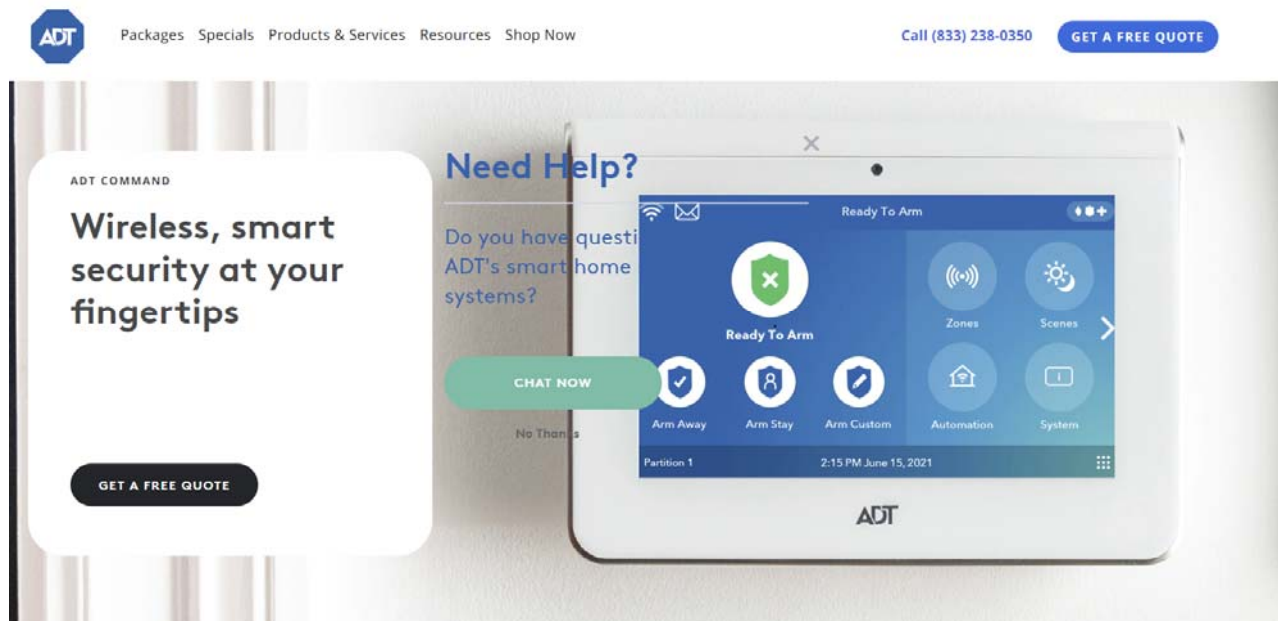 ADT
Packages Specials Products & Services Resources Shop Now
Call (833) 238-0350
GET A FREE QUOTE
ADT COMMAND
Wireless, smart
security at your
fingertips
GET A FREE QUOTE
Need Help?
Do you have questi
ADT's smart home
systems?
CHAT NOW
No Thanks
Ready To Arm
Ready To Arm
Zones
Scenes
Arm Away
Arm Stay
Arm Custom
Automation
System
Partition 1
2:15 PM June 15, 2021
ADT